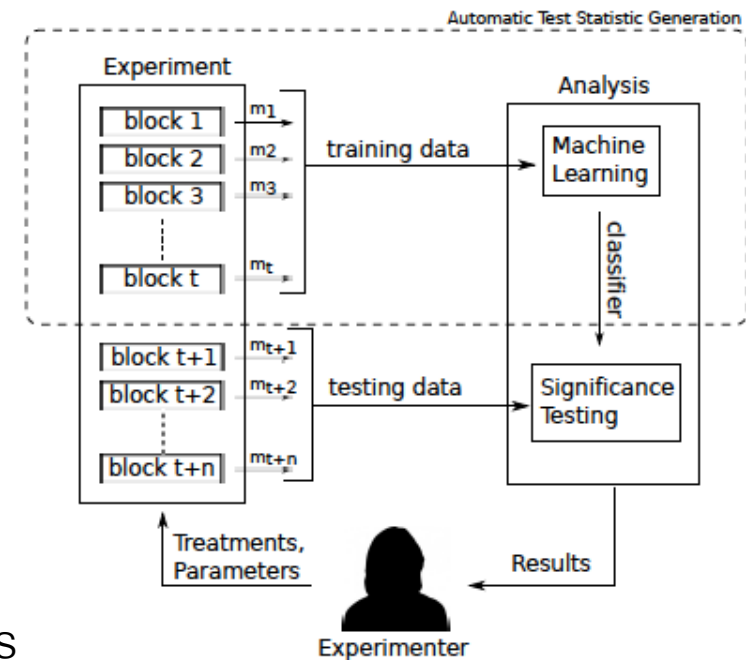 Automatic Test Statistic Generation
Experiment
Analysis
block 1
m1
block 2
m2
block 3
m3
block t
mt
training data
Machine
Learning
classifier
block t+1
mt+1
block t+2
mt+2
block t+n
mt+n
testing data
Significance
Testing
Treatments,
Parameters
Results
Experimenter
S